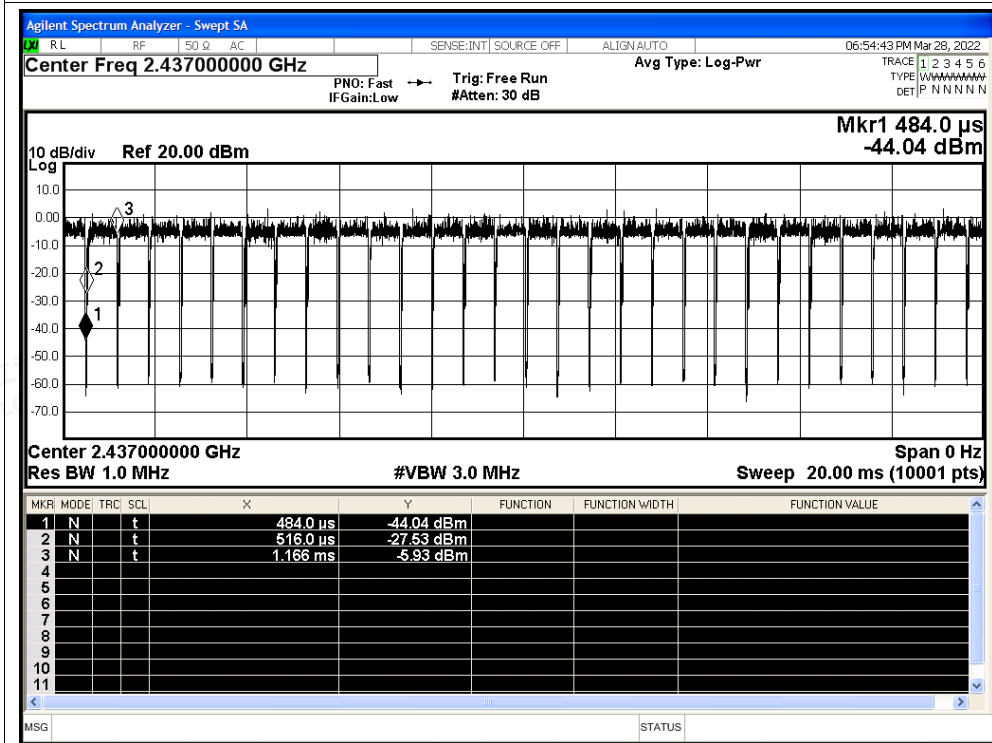 Agilent Spectrum Analyzer - Swept SA
LXI RL RF 50 Ω AC SENSE:INT SOURCE OFF ALIGN AUTO 06:54:43 PM Mar 28, 2022
Center Freq 2.437000000 GHz Avg Type: Log-Pwr TRACE 1 2 3 4 5 6
PNO: Fast Trig: Free Run TYPE WWWWWW
IFGain:Low #Atten: 30 dB DET P N N N N N
Mkr1 484.0 µs
10 dB/div Ref 20.00 dBm -44.04 dBm
Log
10.0
3
0.00
-10.0
2
-20.0
-30.0
1
-40.0
-50.0
-60.0
-70.0
Center 2.437000000 GHz Span 0 Hz
Res BW 1.0 MHz #VBW 3.0 MHz Sweep 20.00 ms (10001 pts)
MKR MODE TRC SCL X Y FUNCTION FUNCTION WIDTH FUNCTION VALUE
1 N t 484.0 µs -44.04 dBm
2 N t 516.0 µs -27.53 dBm
3 N t 1.166 ms -5.93 dBm
4
5
6
7
8
9
10
11
MSG STATUS